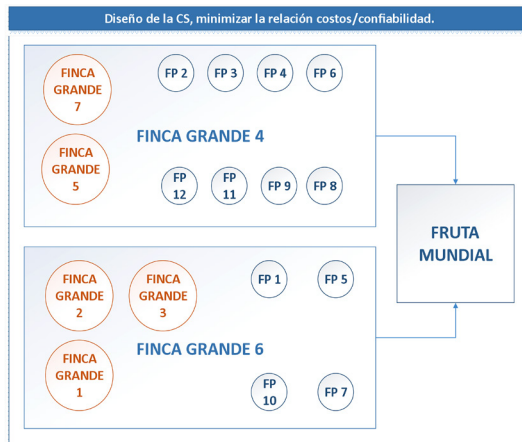 Diseño de la CS, minimizar la relación costos/confiabilidad.
FINCA
GRANDE
7
FP 2
FP 3
FP 4
FP 6
FINCA GRANDE 4
FINCA
GRANDE
5
FP
12
FP
11
FP 9
FP 8
FRUTA
MUNDIAL
FINCA
GRANDE
2
FINCA
GRANDE
3
FP 1
FP 5
FINCA GRANDE 6
FINCA
GRANDE
1
FP
10
FP 7